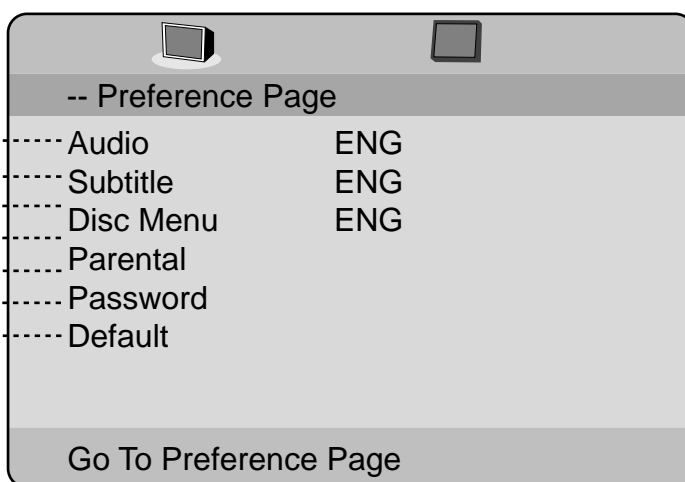 -- Preference Page
Audio ENG
Subtitle ENG
Disc Menu ENG
Parental
Password
Default
Go To Preference Page